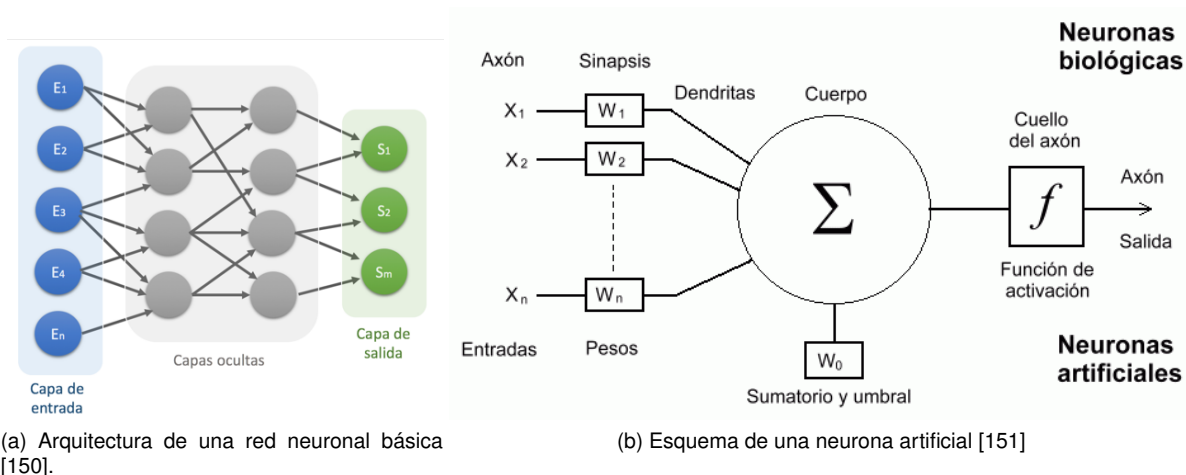 E1
E2
E3
E4
En
Capa de
entrada
Capas ocultas
S1
S2
Sm
Capa de
salida
(a) Arquitectura de una red neuronal básica
[150].
Neuronas
biológicas
Axón
Sinapsis
Dendritas
Cuerpo
Cuello
del axón
X1
W1
X2
W2
Xn
Wn
Σ
f
Axón
Salida
Función de
activación
W0
Entradas
Pesos
Sumatorio y umbral
Neuronas
artificiales
(b) Esquema de una neurona artificial [151]